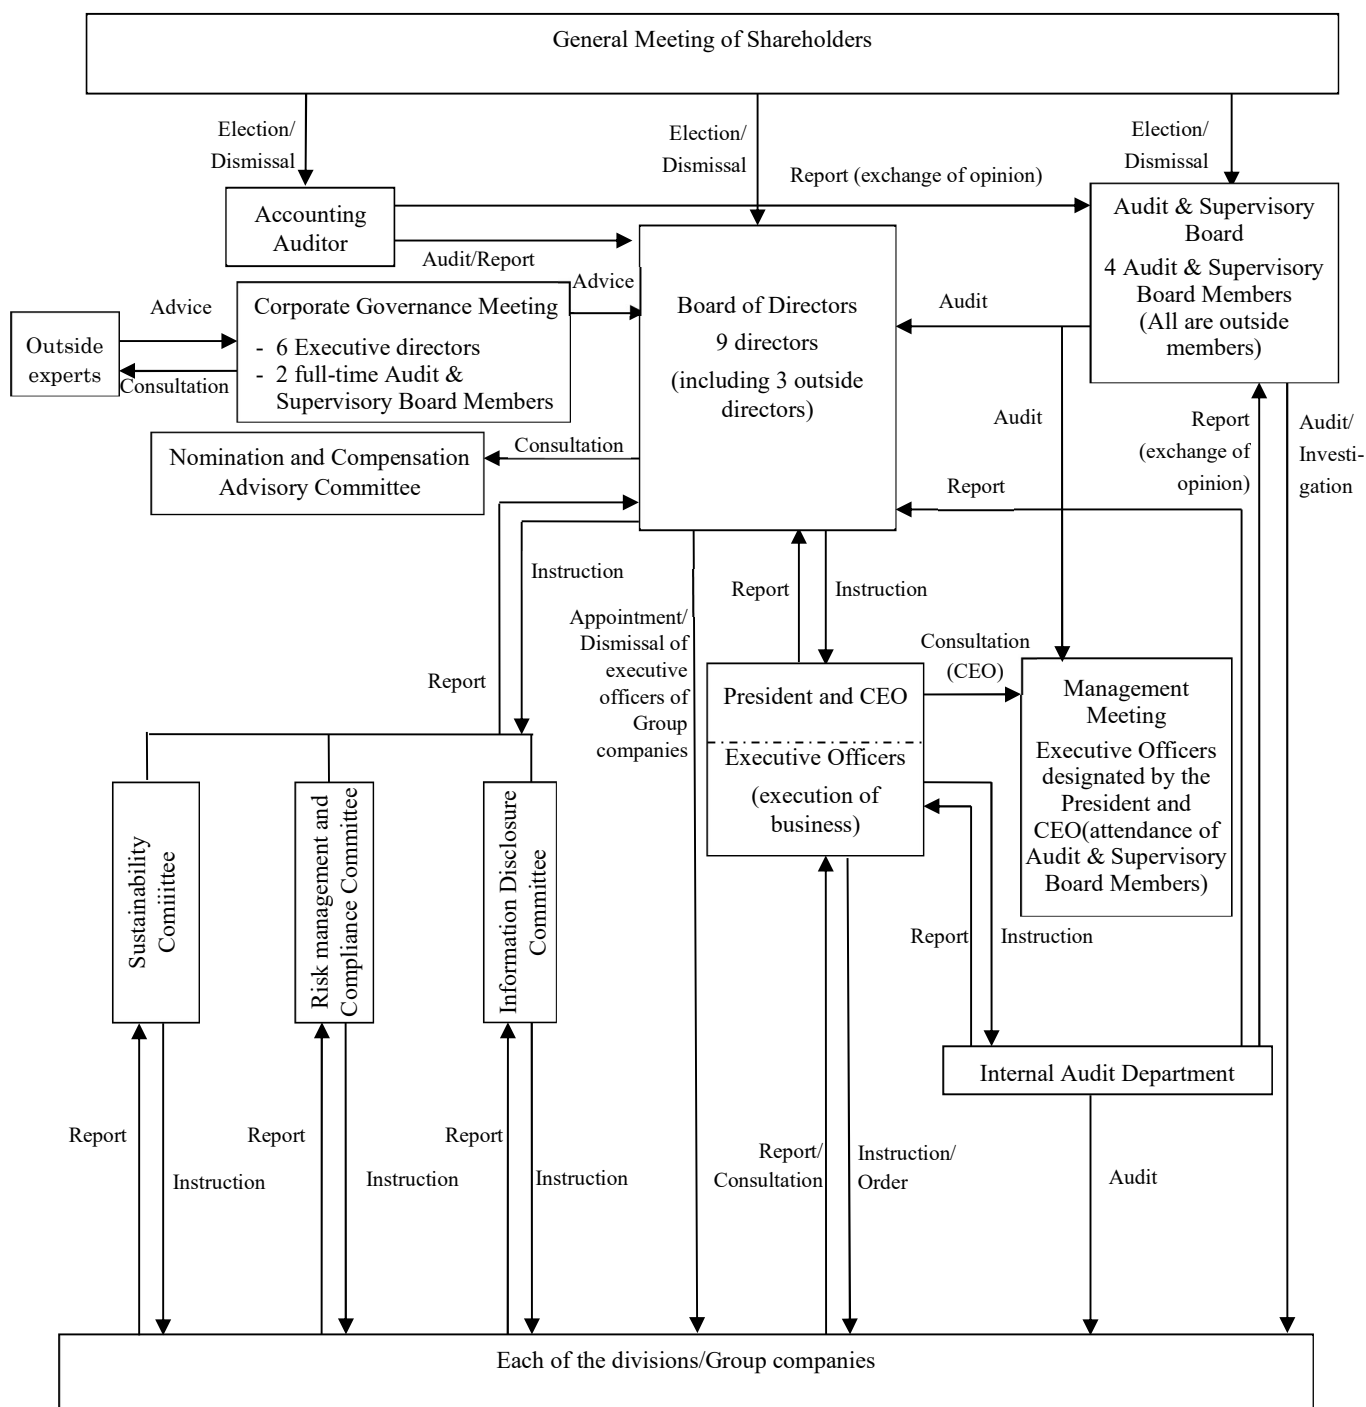 General Meeting of Shareholders
Election/
Dismissal
Election/
Dismissal
Election/
Dismissal
Report (exchange of opinion)
Accounting
Auditor
Audit/Report
Audit & Supervisory
Board
4 Audit & Supervisory
Board Members
(All are outside
members)
Advice
Outside
experts
Consultation
Corporate Governance Meeting
- 6 Executive directors
- 2 full-time Audit &
Supervisory Board Members
Advice
Board of Directors
9 directors
(including 3 outside
directors)
Audit
Audit
Nomination and Compensation
Advisory Committee
Consultation
Report
Report
(exchange of
opinion)
Audit/
Investi-
gation
Instruction
Report
Appointment/
Dismissal of
executive
officers of
Group
companies
Report
Instruction
Consultation
(CEO)
President and CEO
Executive Officers
(execution of
business)
Management
Meeting
Executive Officers
designated by the
President and
CEO(attendance of
Audit & Supervisory
Board Members)
Sustainability
Comiiittee
Risk management and
Compliance Committee
Information Disclosure
Committee
Report
Instruction
Internal Audit Department
Report
Instruction
Report
Instruction
Report
Instruction
Report/
Consultation
Instruction/
Order
Audit
Each of the divisions/Group companies